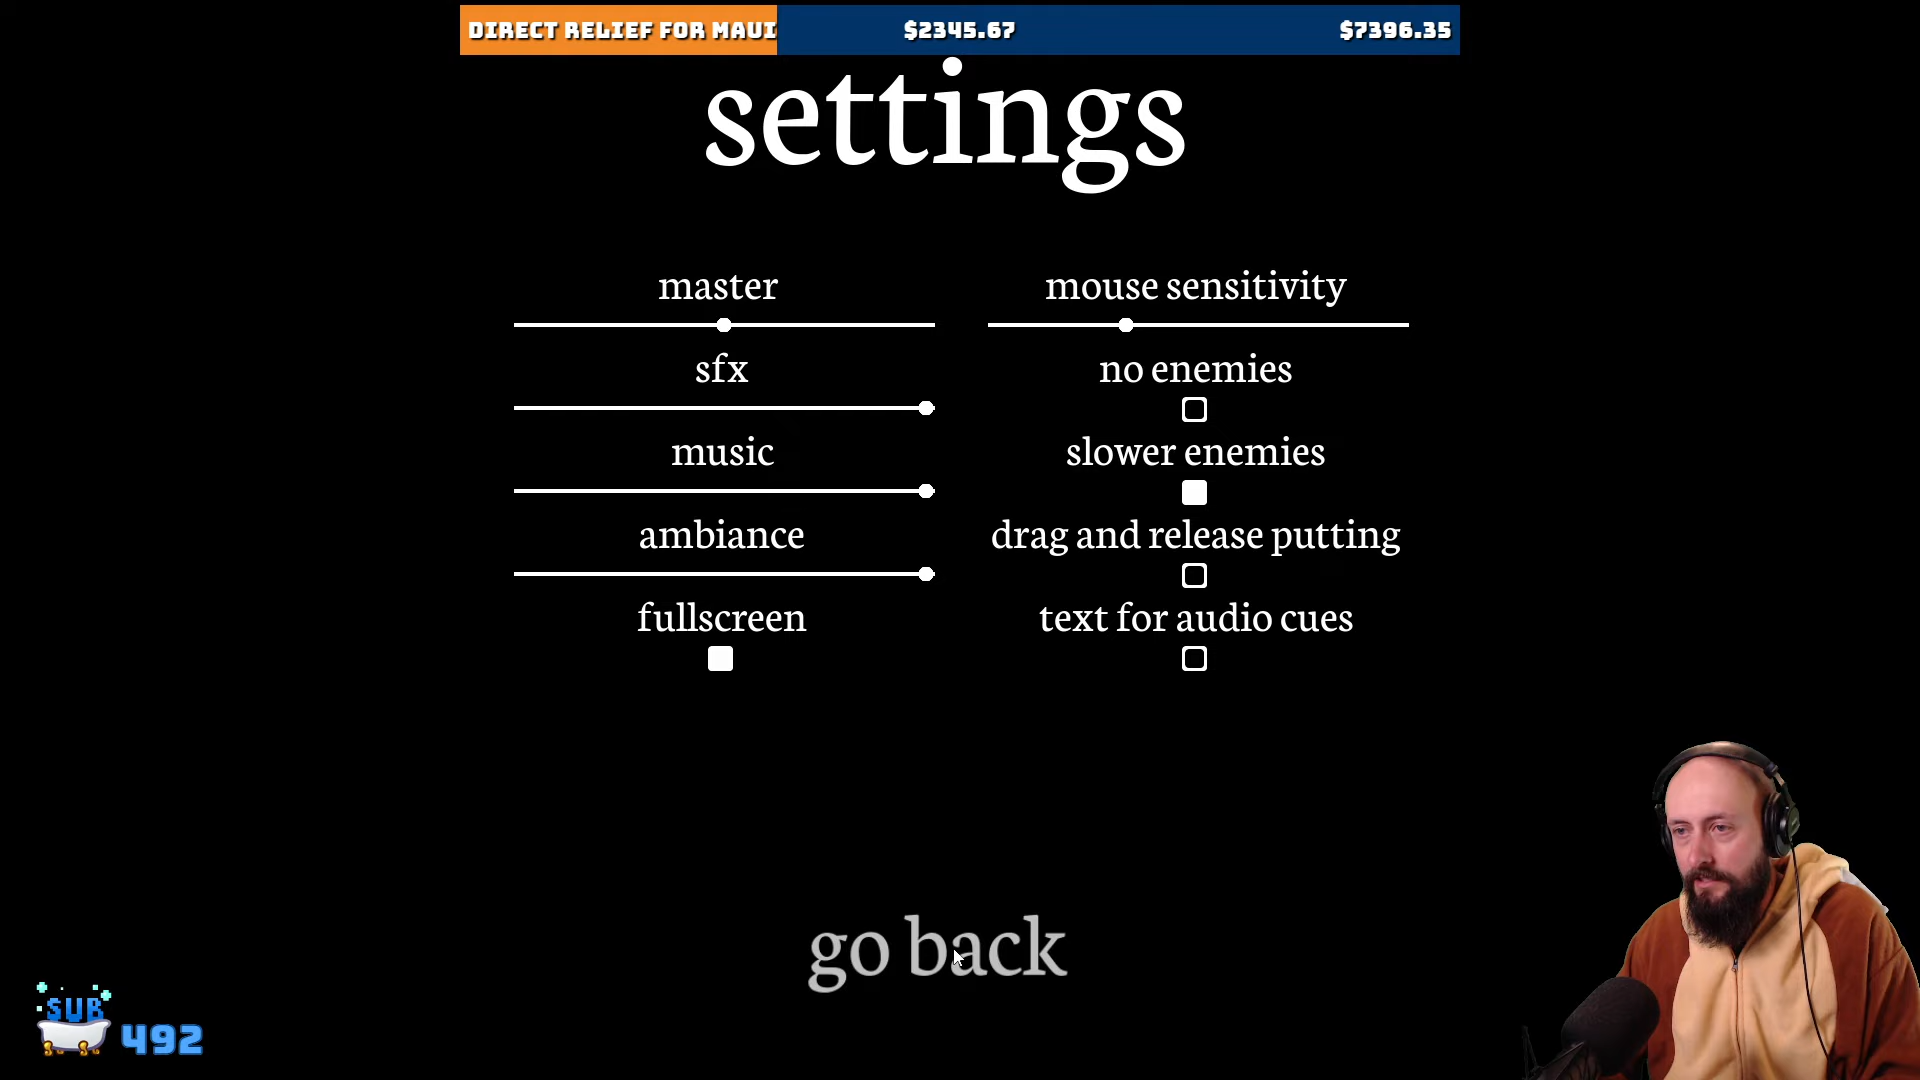 DIRECT RELIEF FOR MAUI $2345.67 $7396.35
settings
master
sfx
music
ambiance
fullscreen
mouse sensitivity
no enemies
slower enemies
drag and release putting
text for audio cues
go back
SUB
492